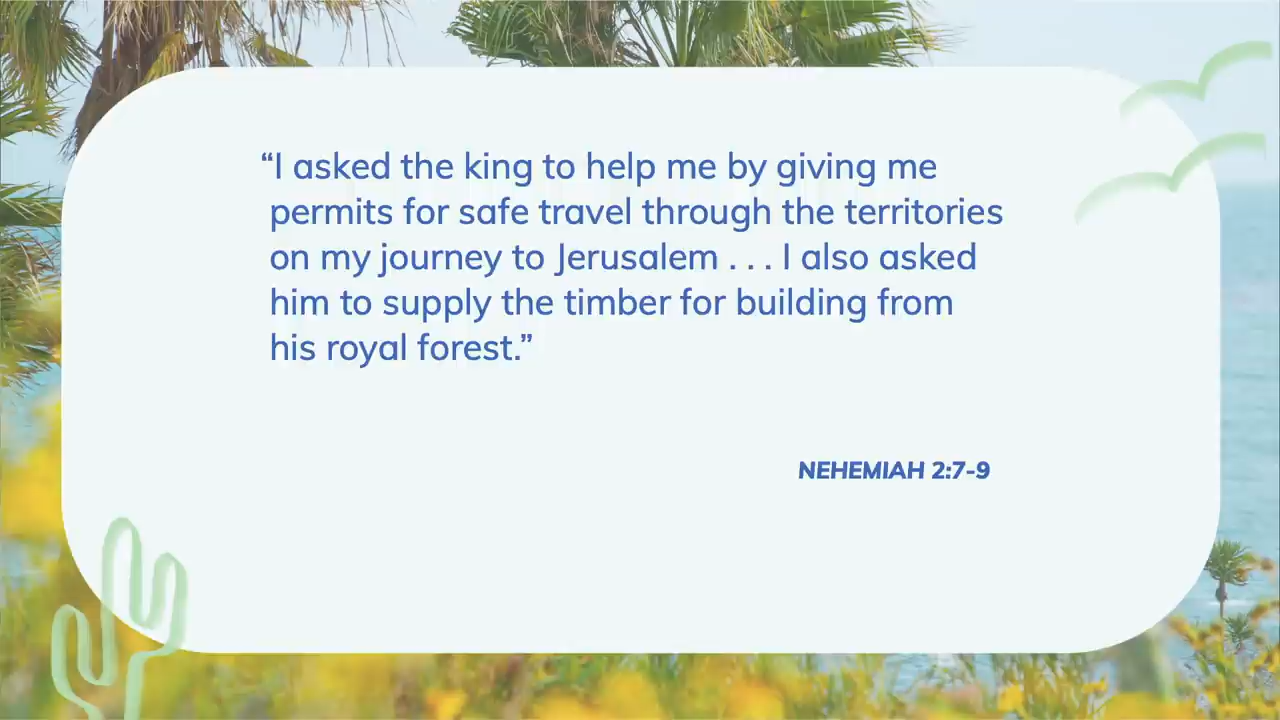 “I asked the king to help me by giving me
permits for safe travel through the territories
on my journey to Jerusalem . . . I also asked
him to supply the timber for building from
his royal forest.”
NEHEMIAH 2:7-9